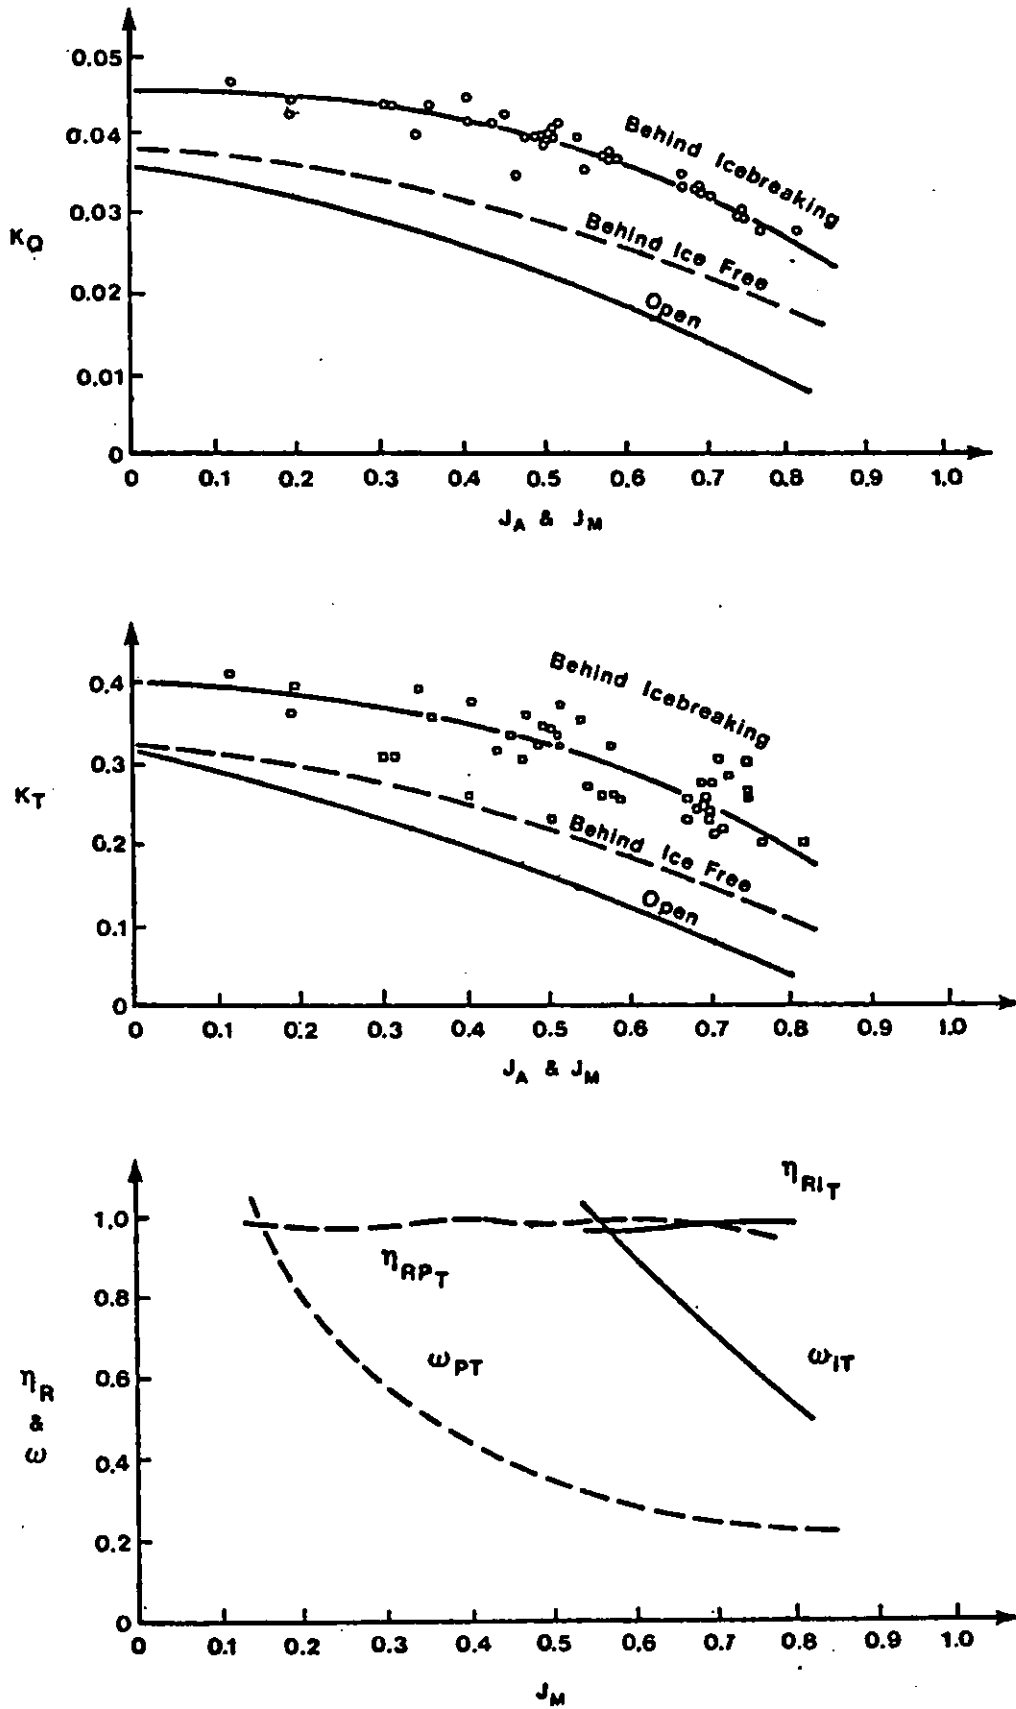 0.05
0.04
0.03
0.02
0.01
0
K_Q
Behind Icebreaking
Behind Ice Free
Open
0 0.1 0.2 0.3 0.4 0.5 0.6 0.7 0.8 0.9 1.0
J_A & J_M
0.4
0.3
0.2
0.1
0
K_T
Behind Icebreaking
Behind Ice Free
Open
0 0.1 0.2 0.3 0.4 0.5 0.6 0.7 0.8 0.9 1.0
J_A & J_M
1.0
0.8
0.6
0.4
0.2
0
η_R
&
ω
η_RI_T
η_RP_T
ω_PT
ω_IT
0 0.1 0.2 0.3 0.4 0.5 0.6 0.7 0.8 0.9 1.0
J_M